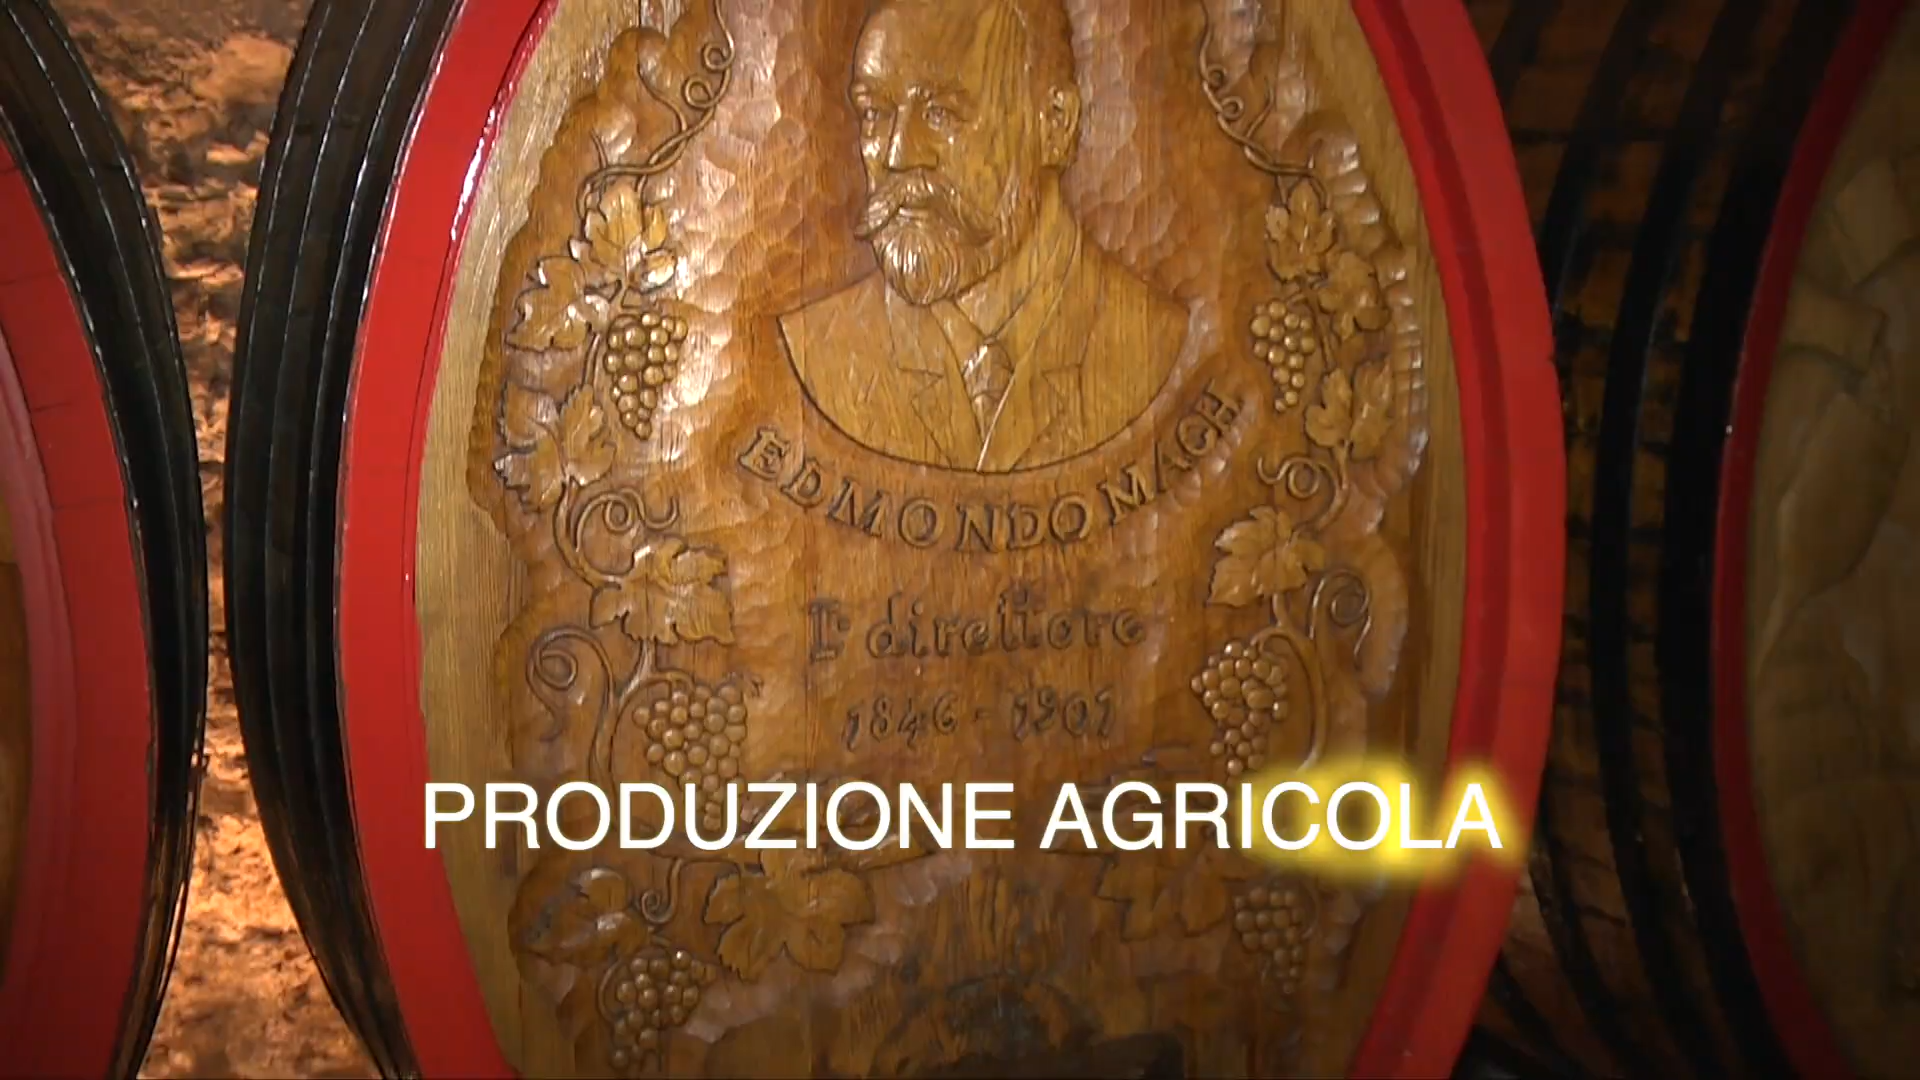 EDMONDO MACH
I° direttore
1846 - 1901
PRODUZIONE AGRICOLA